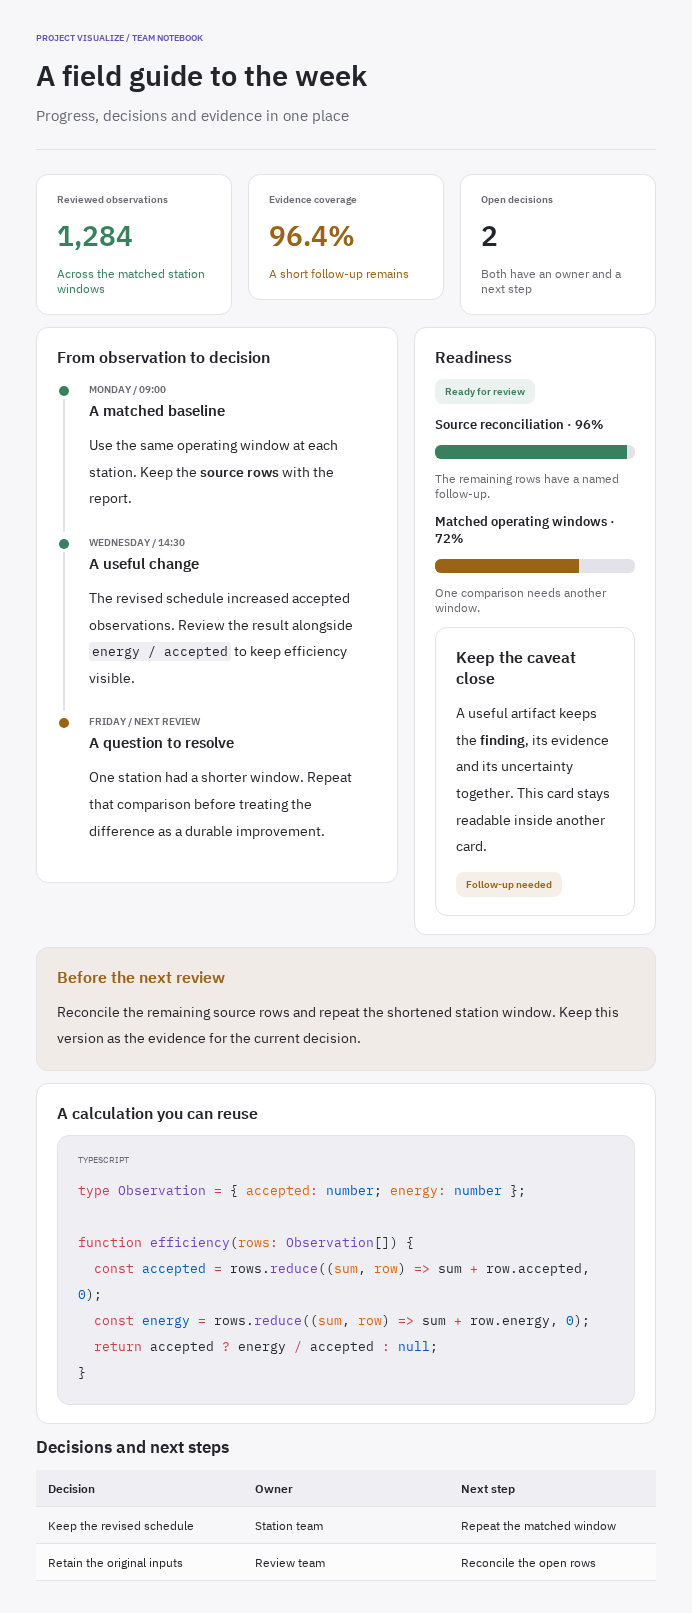 PROJECT VISUALIZE / TEAM NOTEBOOK
A field guide to the week
Progress, decisions and evidence in one place
Reviewed observations
1,284
Across the matched station
windows
Evidence coverage
96.4%
A short follow-up remains
Open decisions
2
Both have an owner and a
next step
From observation to decision
MONDAY / 09:00
A matched baseline
Use the same operating window at each
station. Keep the source rows with the
report.
WEDNESDAY / 14:30
A useful change
The revised schedule increased accepted
observations. Review the result alongside
energy / accepted to keep efficiency
visible.
FRIDAY / NEXT REVIEW
A question to resolve
One station had a shorter window. Repeat
that comparison before treating the
difference as a durable improvement.
Readiness
Ready for review
Source reconciliation · 96%
The remaining rows have a named
follow-up.
Matched operating windows ·
72%
One comparison needs another
window.
Keep the caveat
close
A useful artifact keeps
the finding, its evidence
and its uncertainty
together. This card stays
readable inside another
card.
Follow-up needed
Before the next review
Reconcile the remaining source rows and repeat the shortened station window. Keep this
version as the evidence for the current decision.
A calculation you can reuse
TYPESCRIPT
type Observation = { accepted: number; energy: number };
function efficiency(rows: Observation[]) {
  const accepted = rows.reduce((sum, row) => sum + row.accepted,
0);
  const energy = rows.reduce((sum, row) => sum + row.energy, 0);
  return accepted ? energy / accepted : null;
}
Decisions and next steps
Decision Owner Next step
Keep the revised schedule Station team Repeat the matched window
Retain the original inputs Review team Reconcile the open rows